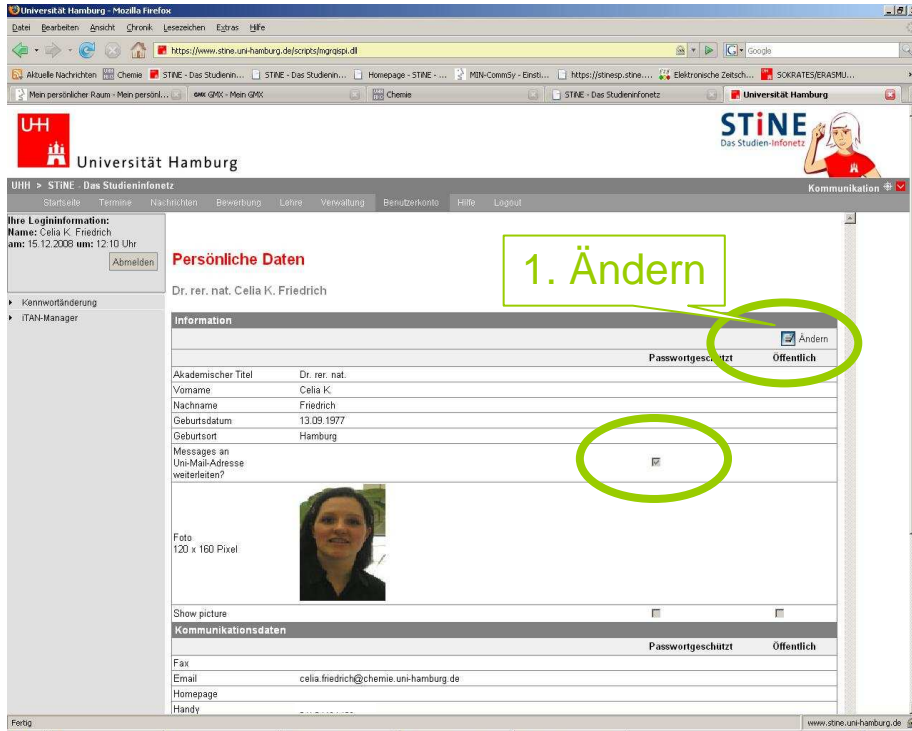 Universität Hamburg - Mozilla Firefox
Datei Bearbeiten Ansicht Chronik Lesezeichen Extras Hilfe
https://www.stine.uni-hamburg.de/scripts/mgrqispi.dll
Google
Aktuelle Nachrichten Chemie STiNE - Das Studienin... STiNE - Das Studienin... Homepage - STiNE - ... MIN-CommSy - Einsti... https://stinesp.stine.... Elektronische Zeitsch... SOKRATES/ERASMU...
Mein persönlicher Raum - Mein persönl... GMX GMX - Mein GMX Chemie STiNE - Das Studieninfonetz Universität Hamburg
UHH
Universität Hamburg
STiNE
Das Studien-Infonetz
UHH > STiNE - Das Studieninfonetz
Kommunikation
Startseite Termine Nachrichten Bewerbung Lehre Verwaltung Benutzerkonto Hilfe Logout
Ihre Logininformation:
Name: Celia K. Friedrich
am: 15.12.2008 um: 12:10 Uhr
Abmelden
Kennwortänderung
iTAN-Manager
Persönliche Daten
1. Ändern
Dr. rer. nat. Celia K. Friedrich
Information
Ändern
Passwortgeschützt Öffentlich
Akademischer Titel Dr. rer. nat.
Vorname Celia K.
Nachname Friedrich
Geburtsdatum 13.09.1977
Geburtsort Hamburg
Messages an
Uni-Mail-Adresse
weiterleiten?
Foto
120 x 160 Pixel
Show picture
Kommunikationsdaten
Passwortgeschützt Öffentlich
Fax
Email celia.friedrich@chemie.uni-hamburg.de
Homepage
Handy
Fertig
www.stine.uni-hamburg.de